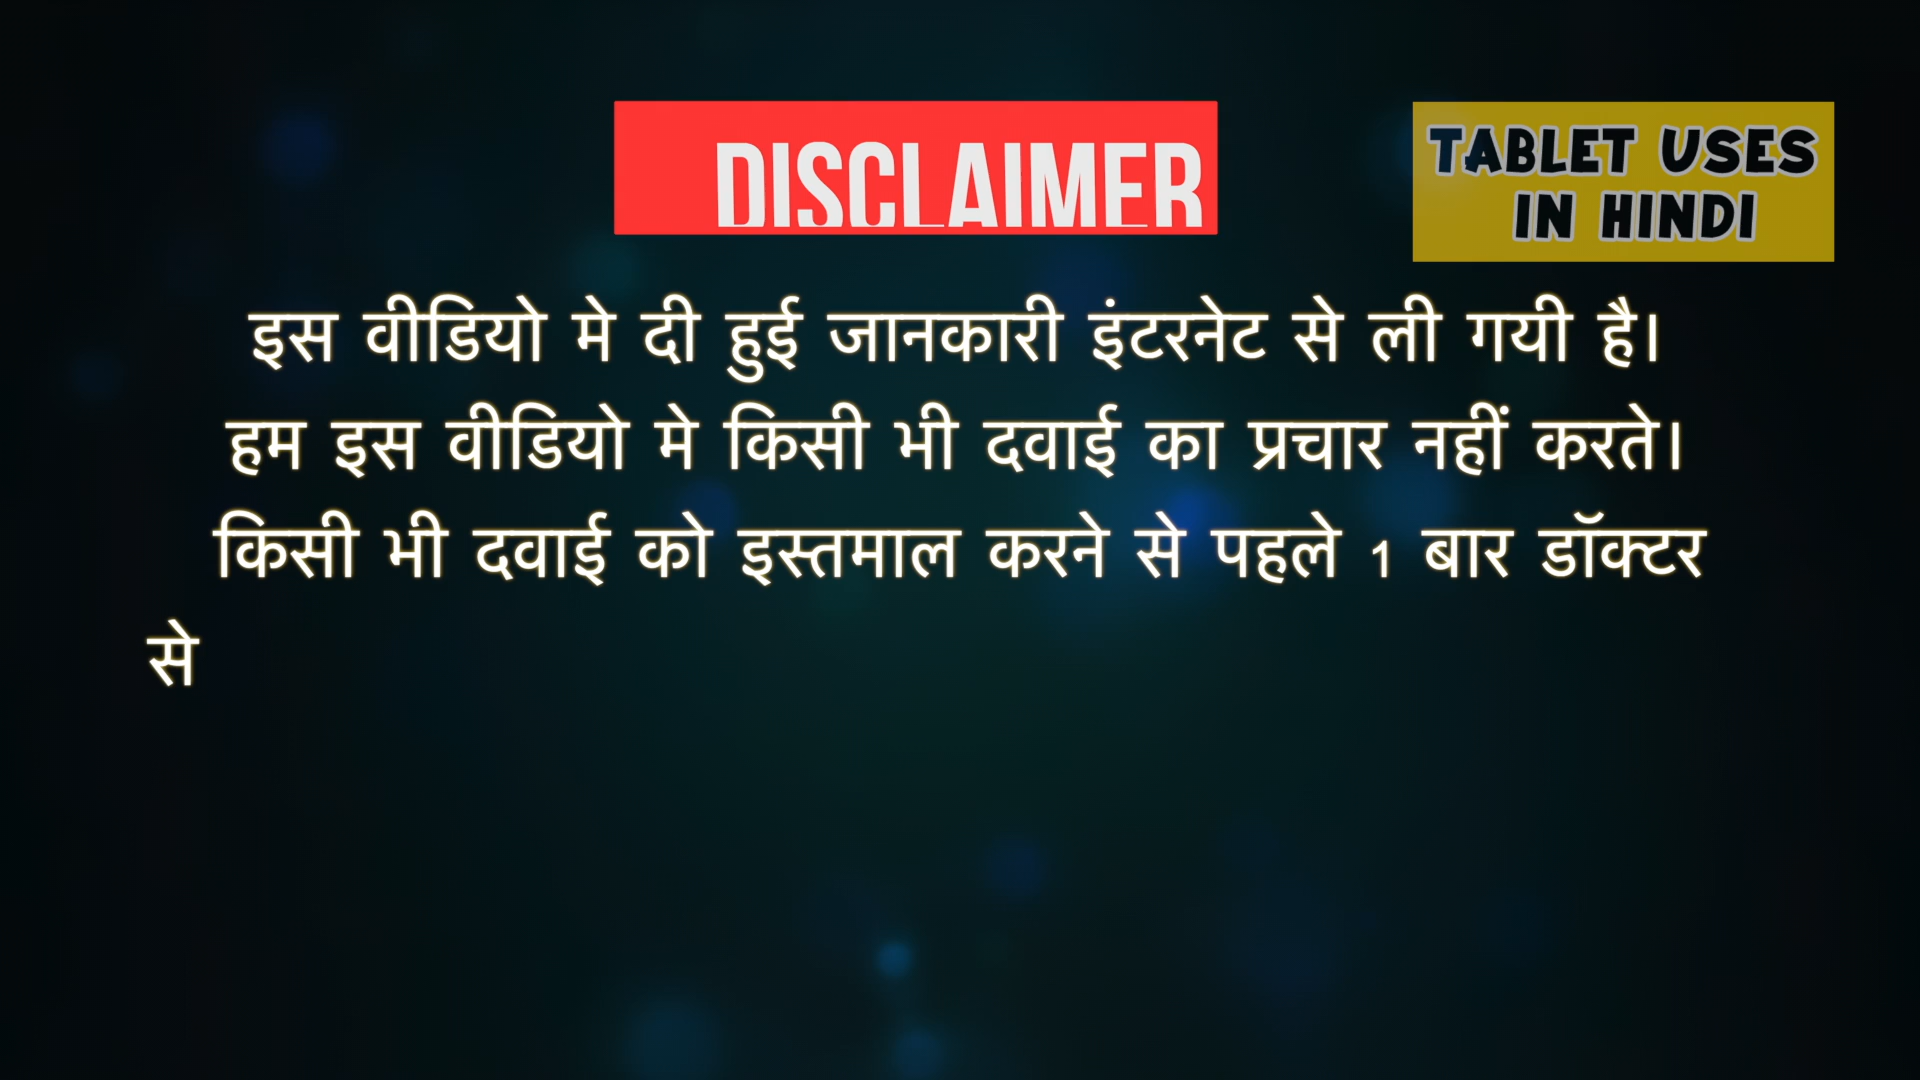 DISCLAIMER
TABLET USES
IN HINDI
इस वीडियो मे दी हुई जानकारी इंटरनेट से ली गयी है।
हम इस वीडियो मे किसी भी दवाई का प्रचार नहीं करते।
किसी भी दवाई को इस्तमाल करने से पहले 1 बार डॉक्टर
से